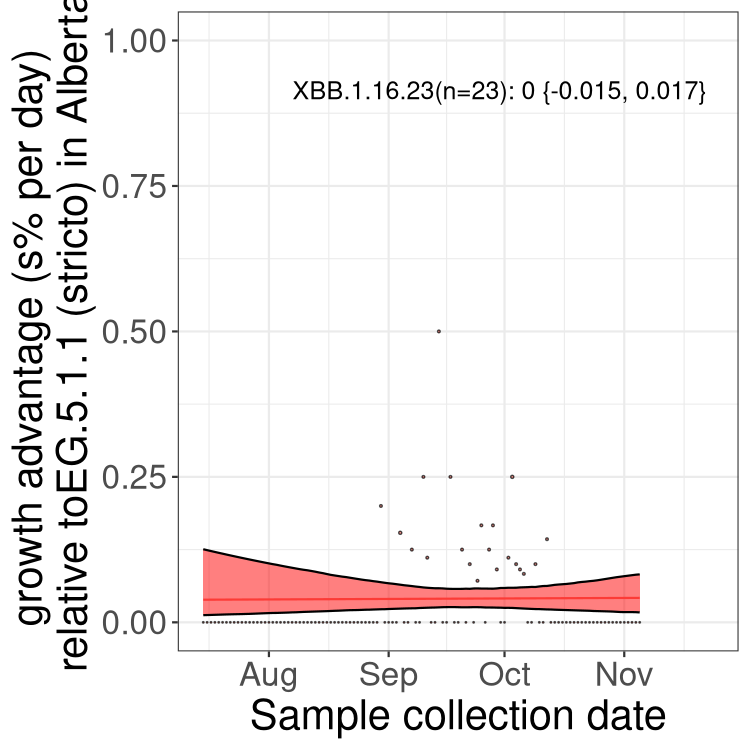 growth advantage (s% per day)
relative toEG.5.1.1 (stricto) in Alberta
1.00
0.75
0.50
0.25
0.00
XBB.1.16.23(n=23): 0 {-0.015, 0.017}
Aug Sep Oct Nov
Sample collection date